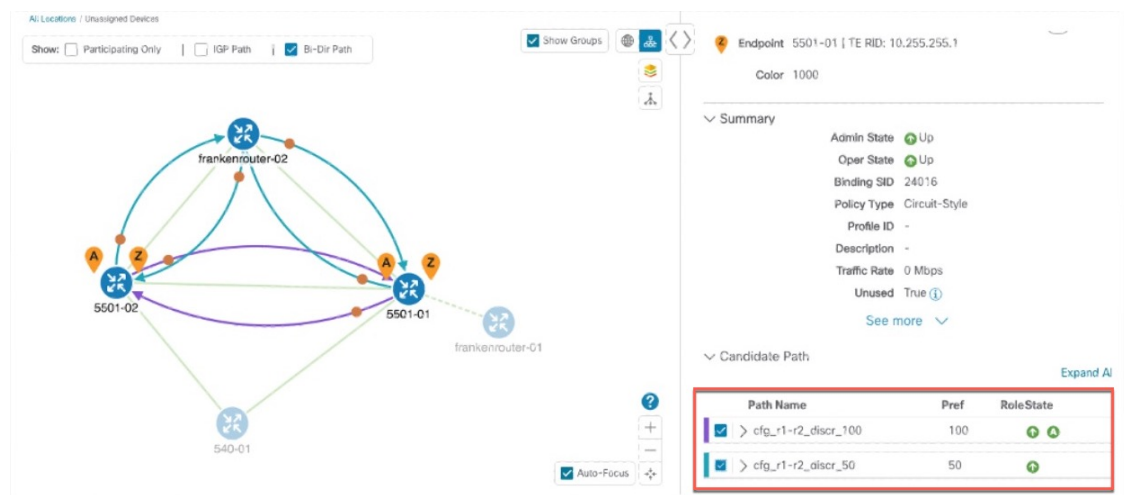 All Locations / Unassigned Devices
Show: Participating Only | IGP Path | Bi-Dir Path
Show Groups
frankenrouter-02
A Z
A Z
5501-02
5501-01
frankenrouter-01
540-01
?
Auto-Focus
Z Endpoint 5501-01 | TE RID: 10.255.255.1
Color 1000
Summary
Admin State Up
Oper State Up
Binding SID 24016
Policy Type Circuit-Style
Profile ID -
Description -
Traffic Rate 0 Mbps
Unused True
See more
Candidate Path
Expand Al
Path Name Pref RoleState
cfg_r1-r2_discr_100 100 A
cfg_r1-r2_discr_50 50